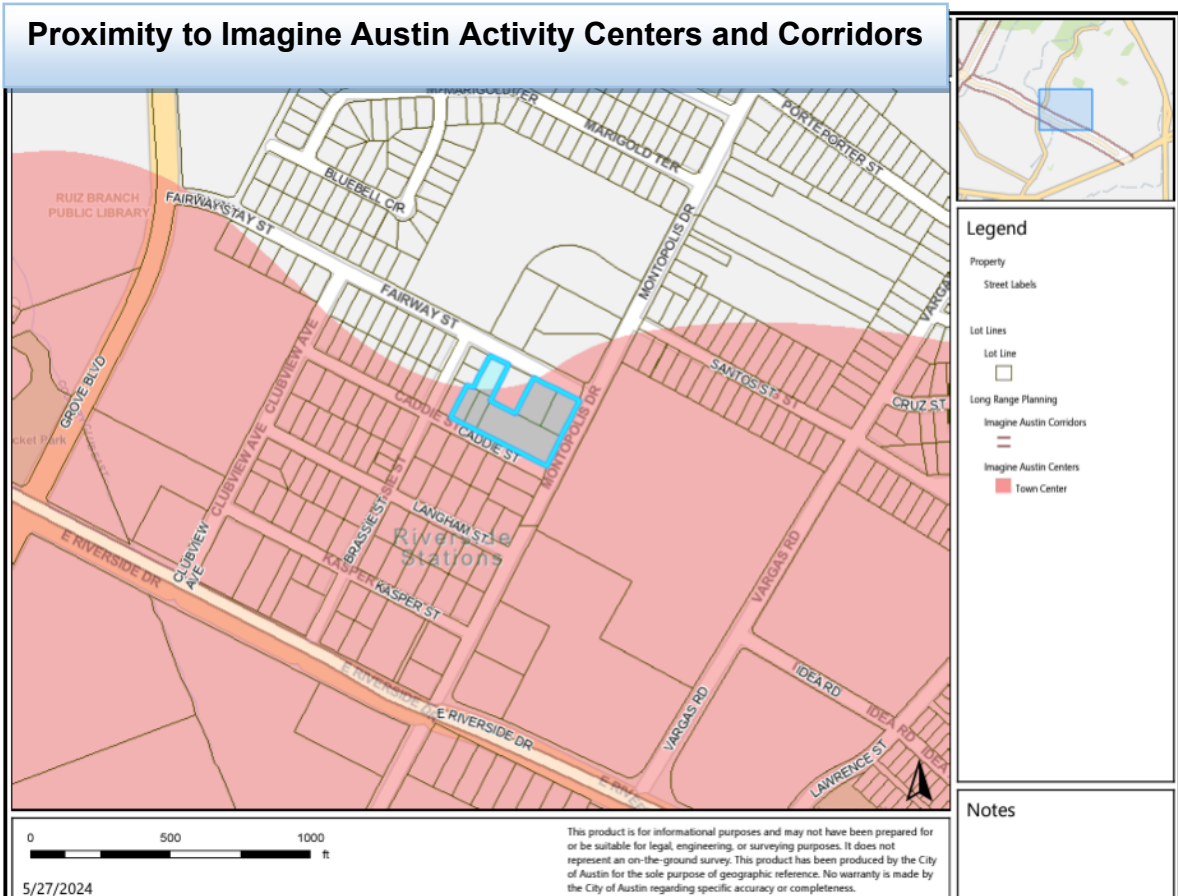 Proximity to Imagine Austin Activity Centers and Corridors
MARIGOLD TER
MARIGOLD TER
PORTER ST
BLUEBELL CIR
RUIZ BRANCH
PUBLIC LIBRARY
FAIRWAY ST
MONTOPOLIS DR
FAIRWAY ST
CLUBVIEW AVE
SANTOS ST
CRUZ ST
GROVE BLVD
CADDIE ST
CADDIE ST
MONTOPOLIS DR
cket Park
CLUBVIEW AVE
LANGHAM ST
BRASSIE ST
Riverside
Stations
CLUBVIEW
AVE
E RIVERSIDE DR
KASPER
KASPER ST
VARGAS RD
IDEA RD
E RIVERSIDE DR
E RIVERSIDE DR
VARGAS RD
IDEA RD
IDEA
LAWRENCE ST
E RIVER
Legend
Property
Street Labels
Lot Lines
Lot Line
Long Range Planning
Imagine Austin Corridors
Imagine Austin Centers
Town Center
Notes
0 500 1000
ft
5/27/2024
This product is for informational purposes and may not have been prepared for
or be suitable for legal, engineering, or surveying purposes. It does not
represent an on-the-ground survey. This product has been produced by the City
of Austin for the sole purpose of geographic reference. No warranty is made by
the City of Austin regarding specific accuracy or completeness.